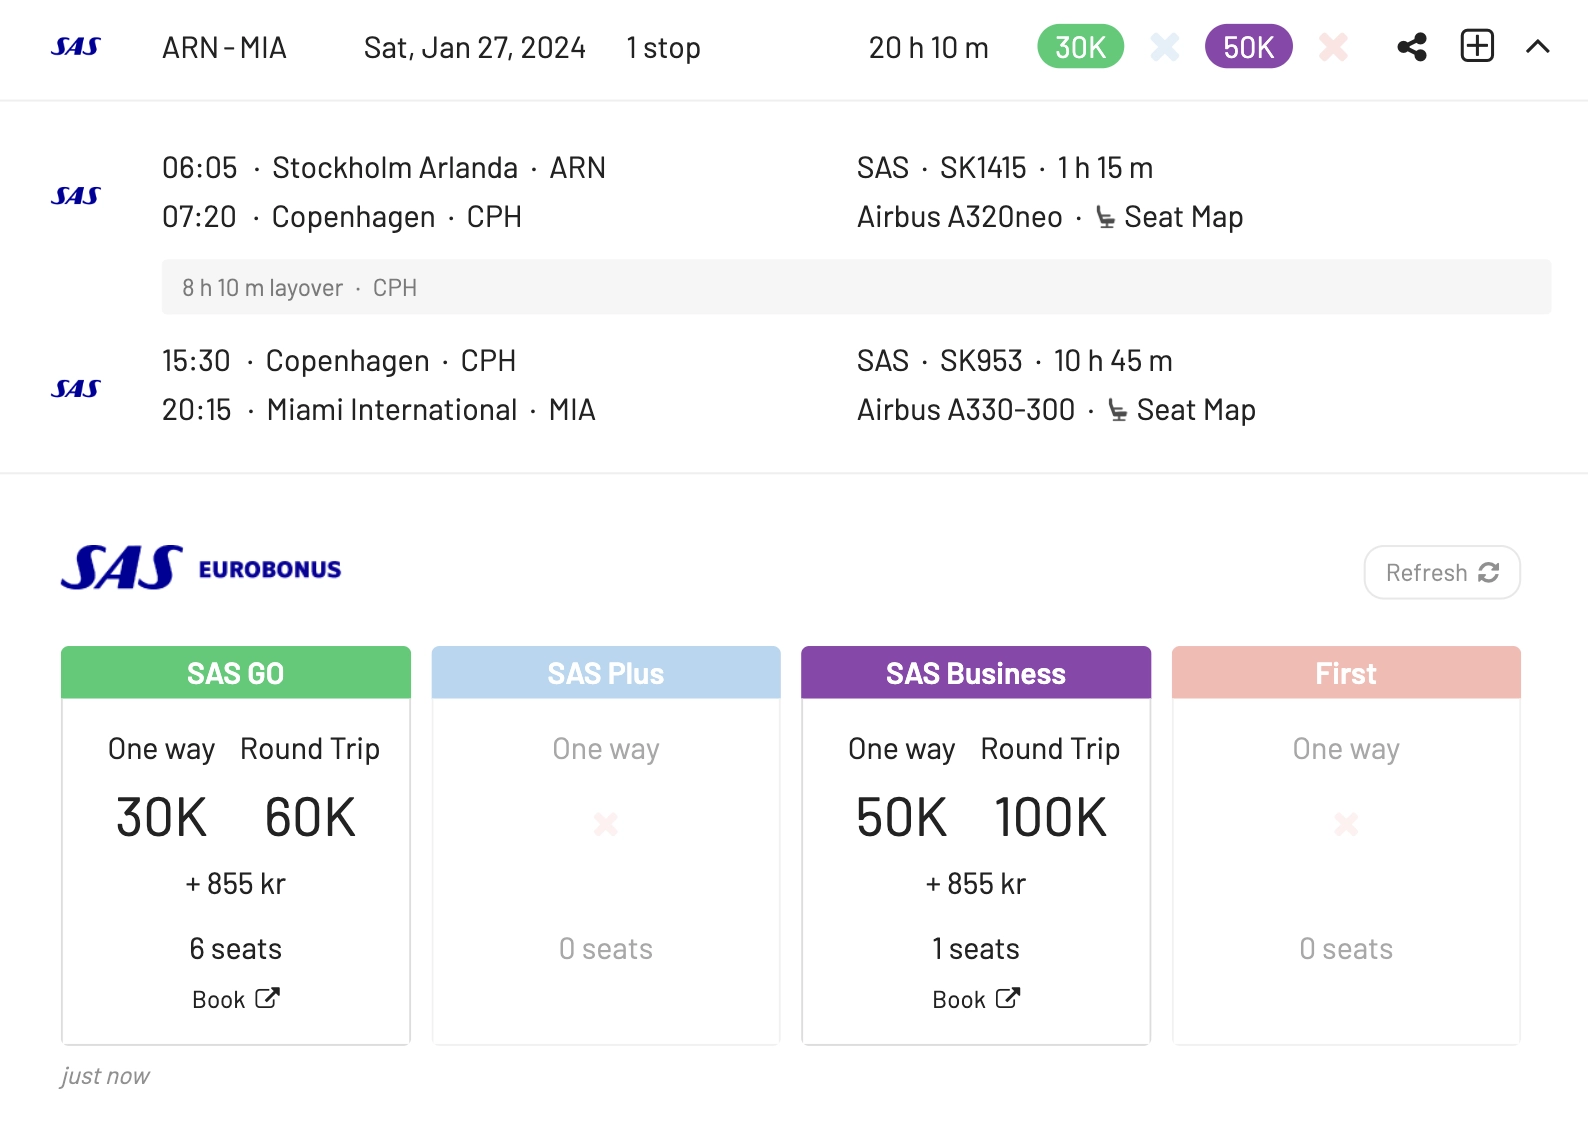 SAS ARN - MIA Sat, Jan 27, 2024 1 stop 20 h 10 m 30K 50K
06:05 · Stockholm Arlanda · ARN SAS · SK1415 · 1 h 15 m
SAS
07:20 · Copenhagen · CPH Airbus A320neo · Seat Map
8 h 10 m layover · CPH
15:30 · Copenhagen · CPH SAS · SK953 · 10 h 45 m
SAS
20:15 · Miami International · MIA Airbus A330-300 · Seat Map
SAS EUROBONUS Refresh
SAS GO SAS Plus SAS Business First
One way Round Trip One way One way Round Trip One way
30K 60K 50K 100K
+ 855 kr + 855 kr
6 seats 0 seats 1 seats 0 seats
Book Book
just now